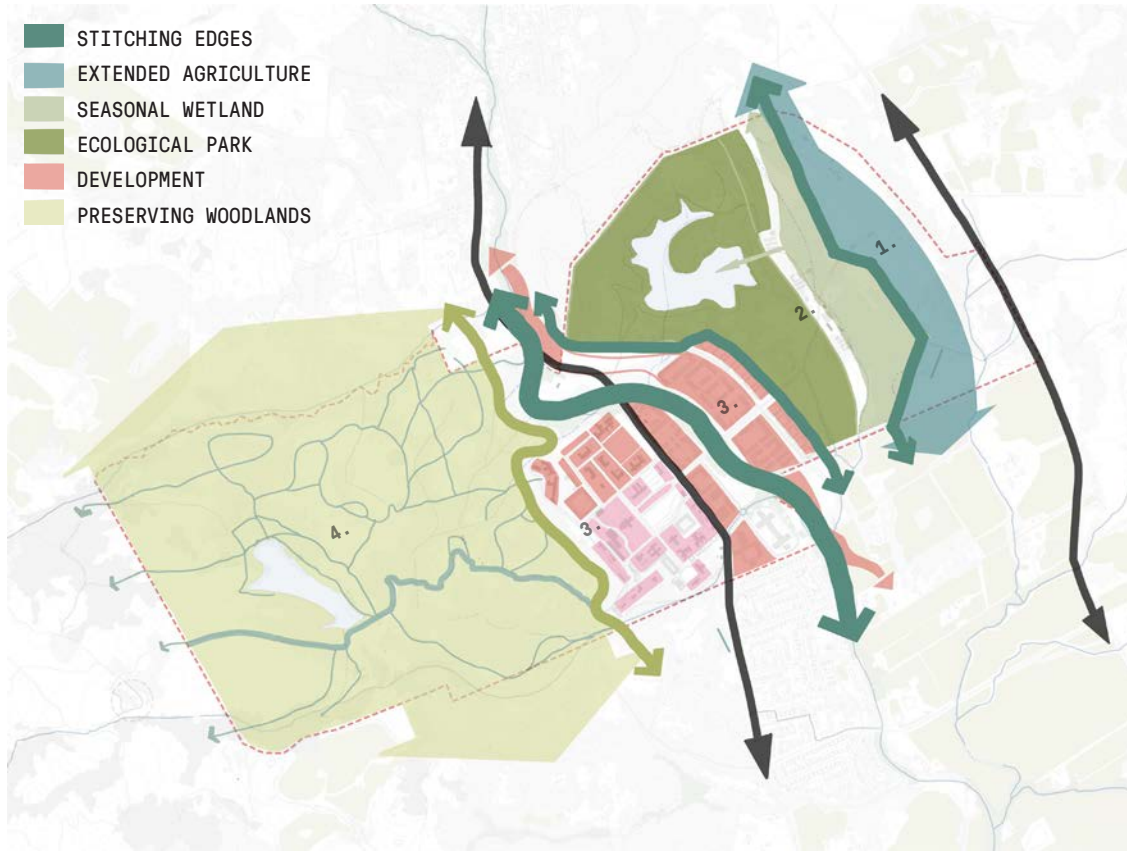 STITCHING EDGES
EXTENDED AGRICULTURE
SEASONAL WETLAND
ECOLOGICAL PARK
DEVELOPMENT
PRESERVING WOODLANDS
1.
2.
3.
3.
4.